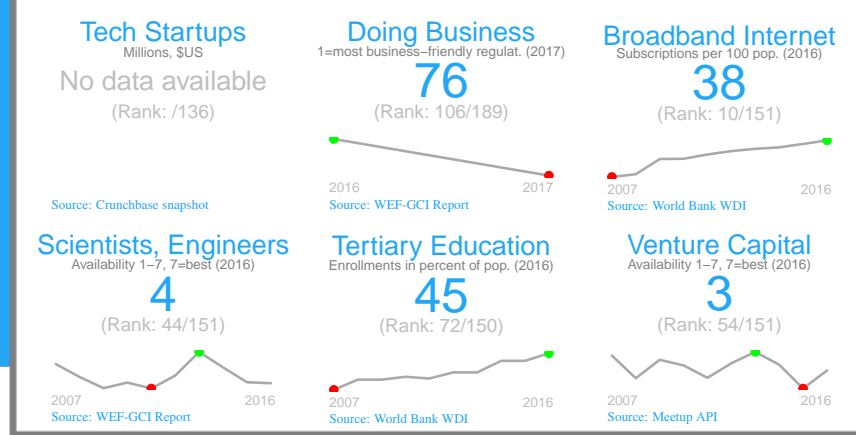 Tech Startups
Millions, $US
No data available
(Rank: /136)
Source: Crunchbase snapshot
Doing Business
1=most business−friendly regulat. (2017)
76
(Rank: 106/189)
2016 2017
Source: WEF-GCI Report
Broadband Internet
Subscriptions per 100 pop. (2016)
38
(Rank: 10/151)
2007 2016
Source: World Bank WDI
Scientists, Engineers
Availability 1−7, 7=best (2016)
4
(Rank: 44/151)
2007 2016
Source: WEF-GCI Report
Tertiary Education
Enrollments in percent of pop. (2016)
45
(Rank: 72/150)
2007 2016
Source: World Bank WDI
Venture Capital
Availability 1−7, 7=best (2016)
3
(Rank: 54/151)
2007 2016
Source: Meetup API